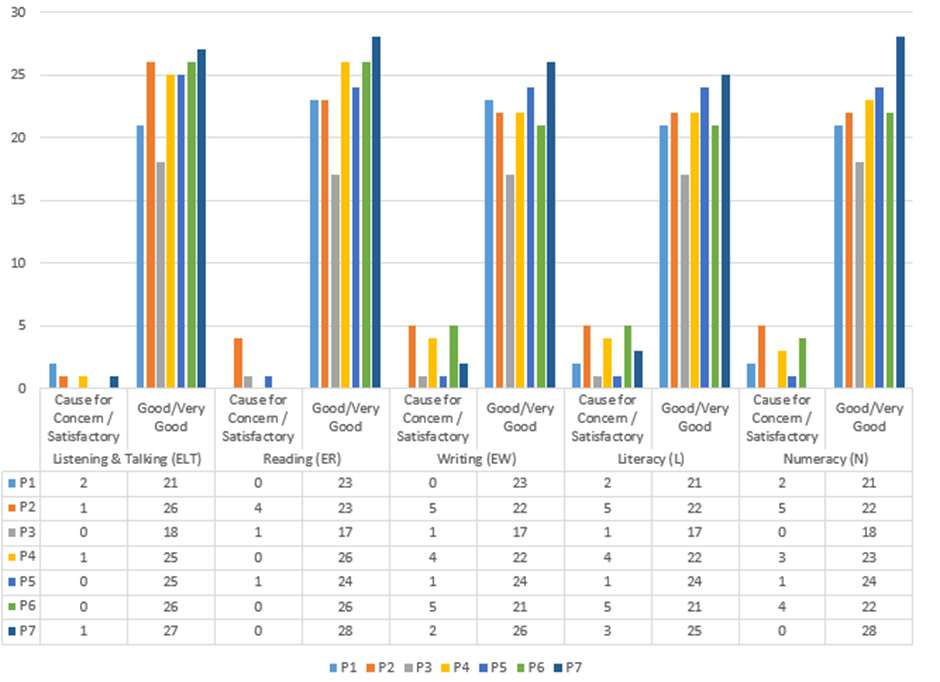 30
25
20
15
10
5
0
Cause for Concern / Satisfactory Good/Very Good Cause for Concern / Satisfactory Good/Very Good Cause for Concern / Satisfactory Good/Very Good Cause for Concern / Satisfactory Good/Very Good Cause for Concern / Satisfactory Good/Very Good
Listening & Talking (ELT) Reading (ER) Writing (EW) Literacy (L) Numeracy (N)
P1 2 21 0 23 0 23 2 21 2 21
P2 1 26 4 23 5 22 5 22 5 22
P3 0 18 1 17 1 17 1 17 0 18
P4 1 25 0 26 4 22 4 22 3 23
P5 0 25 1 24 1 24 1 24 1 24
P6 0 26 0 26 5 21 5 21 4 22
P7 1 27 0 28 2 26 3 25 0 28
P1 P2 P3 P4 P5 P6 P7